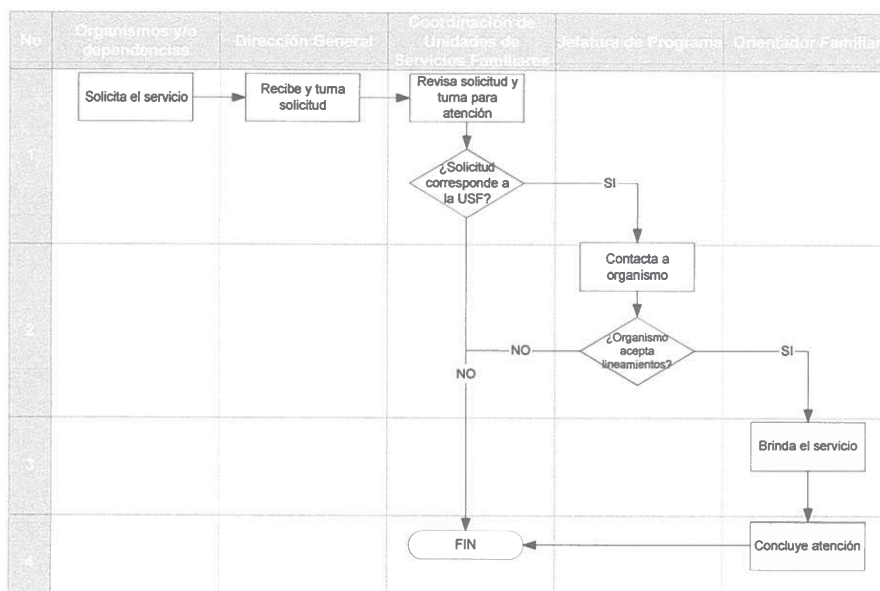 No
Organismos y/o
dependencias
Dirección General
Coordinación de
Unidades de
Servicios Familiares
Jefatura de Programa
Orientador Familiar
1
Solicita el servicio
Recibe y turna
solicitud
Revisa solicitud y
turna para
atención
¿Solicitud
corresponde a
la USF?
SI
2
Contacta a
organismo
¿Organismo
acepta
lineamientos?
NO
SI
NO
3
Brinda el servicio
4
FIN
Concluye atención